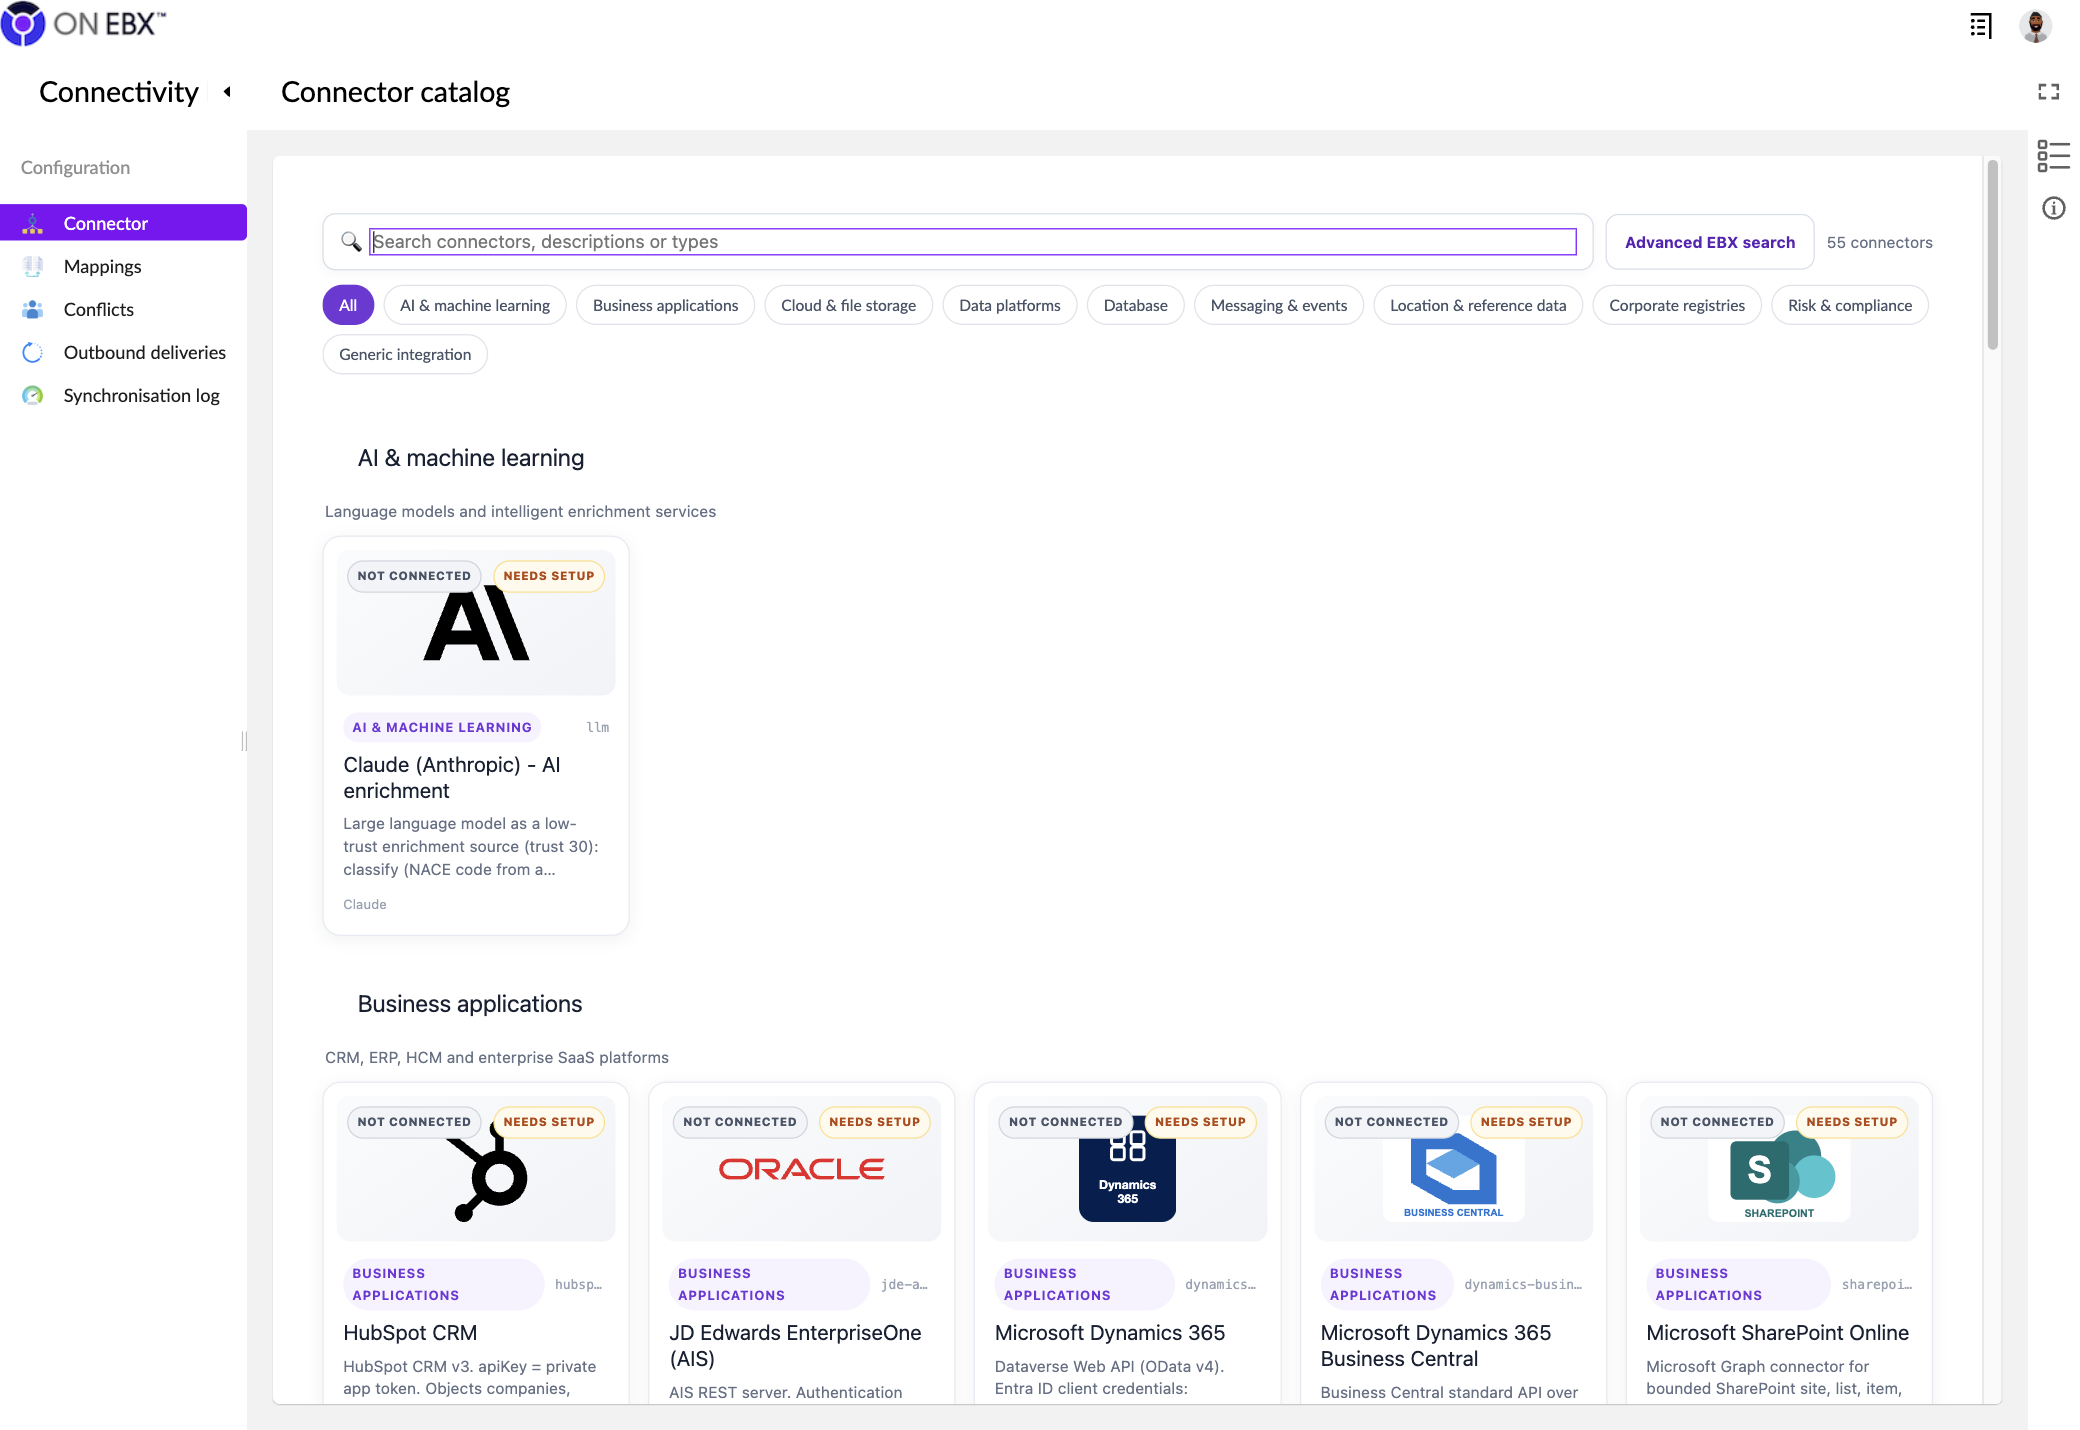 ON EBX™
Connectivity
Connector catalog
Configuration
Connector
Mappings
Conflicts
Outbound deliveries
Synchronisation log
Search connectors, descriptions or types
Advanced EBX search
55 connectors
All
AI & machine learning
Business applications
Cloud & file storage
Data platforms
Database
Messaging & events
Location & reference data
Corporate registries
Risk & compliance
Generic integration
AI & machine learning
Language models and intelligent enrichment services
NOT CONNECTED
NEEDS SETUP
AI & MACHINE LEARNING
llm
Claude (Anthropic) - AI
enrichment
Large language model as a low-
trust enrichment source (trust 30):
classify (NACE code from a...
Claude
Business applications
CRM, ERP, HCM and enterprise SaaS platforms
NOT CONNECTED
NEEDS SETUP
BUSINESS
APPLICATIONS
hubsp...
HubSpot CRM
HubSpot CRM v3. apiKey = private
app token. Objects companies,
NOT CONNECTED
NEEDS SETUP
ORACLE
BUSINESS
APPLICATIONS
jde-a...
JD Edwards EnterpriseOne
(AIS)
AIS REST server. Authentication
NOT CONNECTED
NEEDS SETUP
Dynamics
365
BUSINESS
APPLICATIONS
dynamics...
Microsoft Dynamics 365
Dataverse Web API (OData v4).
Entra ID client credentials:
NOT CONNECTED
NEEDS SETUP
BUSINESS CENTRAL
BUSINESS
APPLICATIONS
dynamics-busin...
Microsoft Dynamics 365
Business Central
Business Central standard API over
NOT CONNECTED
NEEDS SETUP
S
SHAREPOINT
BUSINESS
APPLICATIONS
sharepoi...
Microsoft SharePoint Online
Microsoft Graph connector for
bounded SharePoint site, list, item,